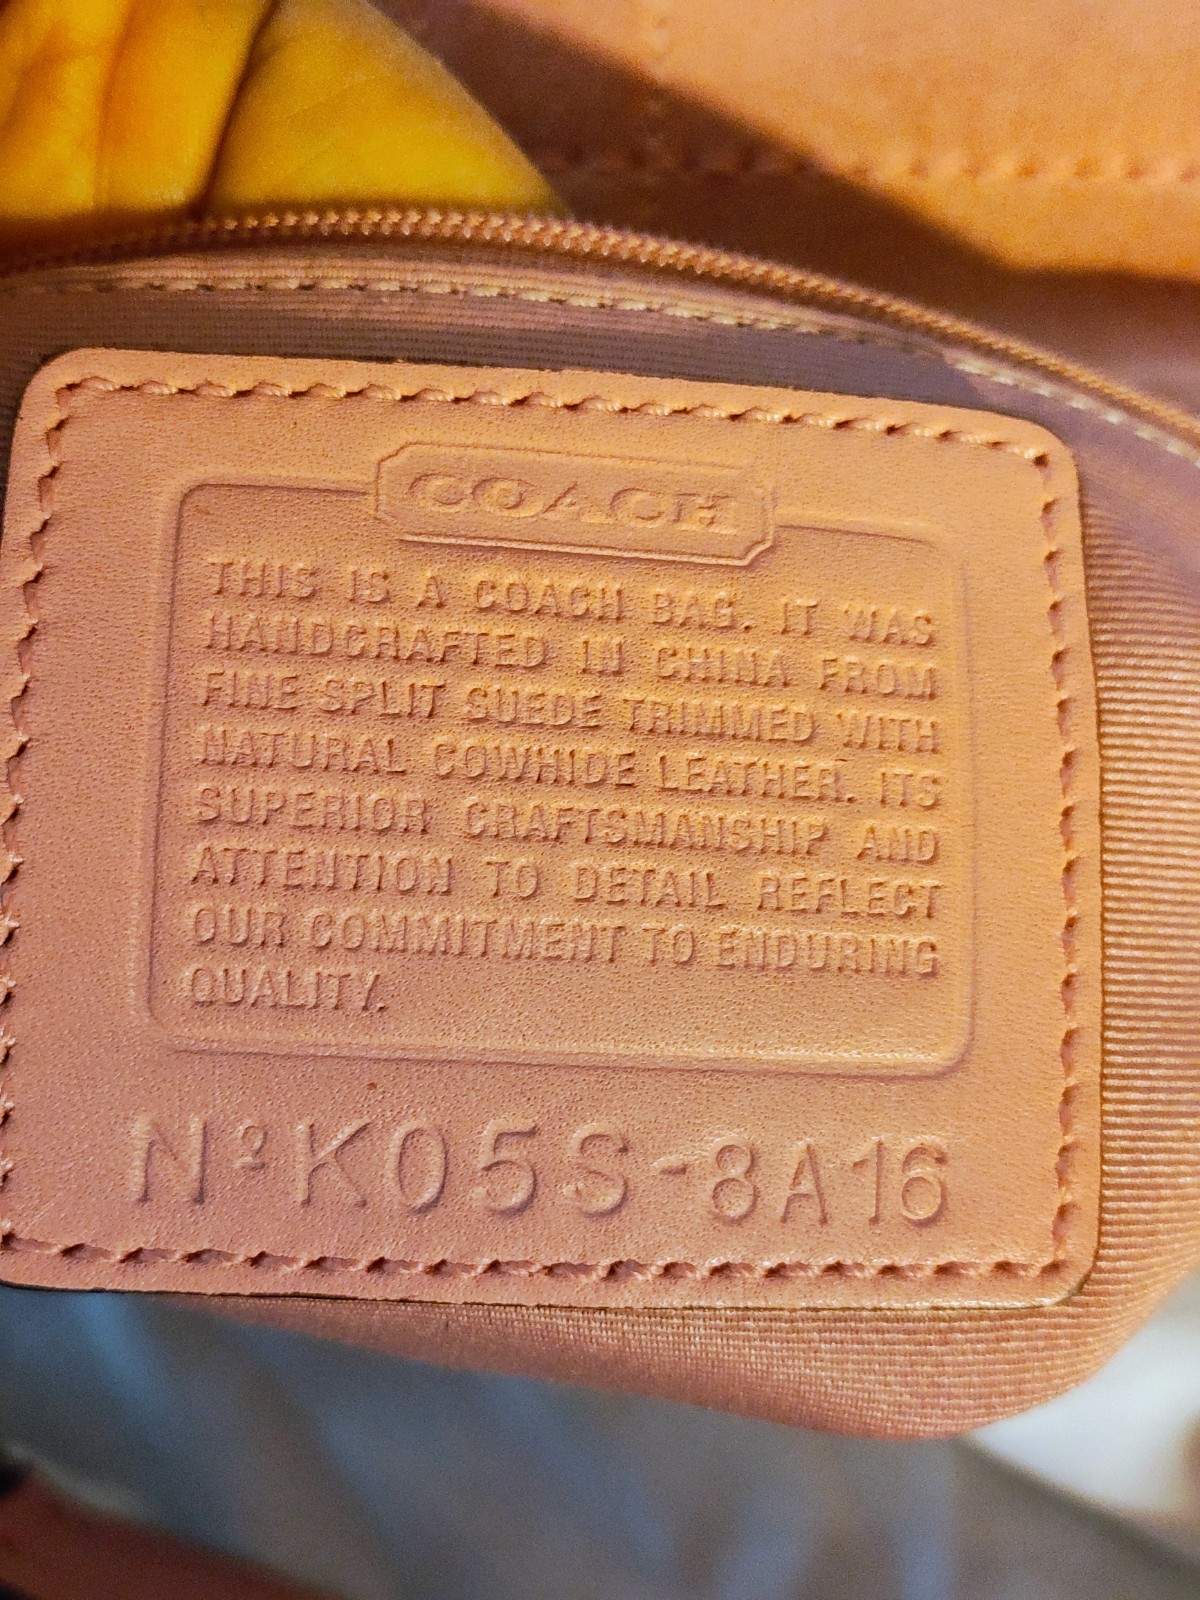 COACH
THIS IS A COACH BAG. IT WAS
HANDCRAFTED IN CHINA FROM
FINE SPLIT SUEDE TRIMMED WITH
NATURAL COWHIDE LEATHER. ITS
SUPERIOR CRAFTSMANSHIP AND
ATTENTION TO DETAIL REFLECT
OUR COMMITMENT TO ENDURING
QUALITY.
Nº K05S-8A16